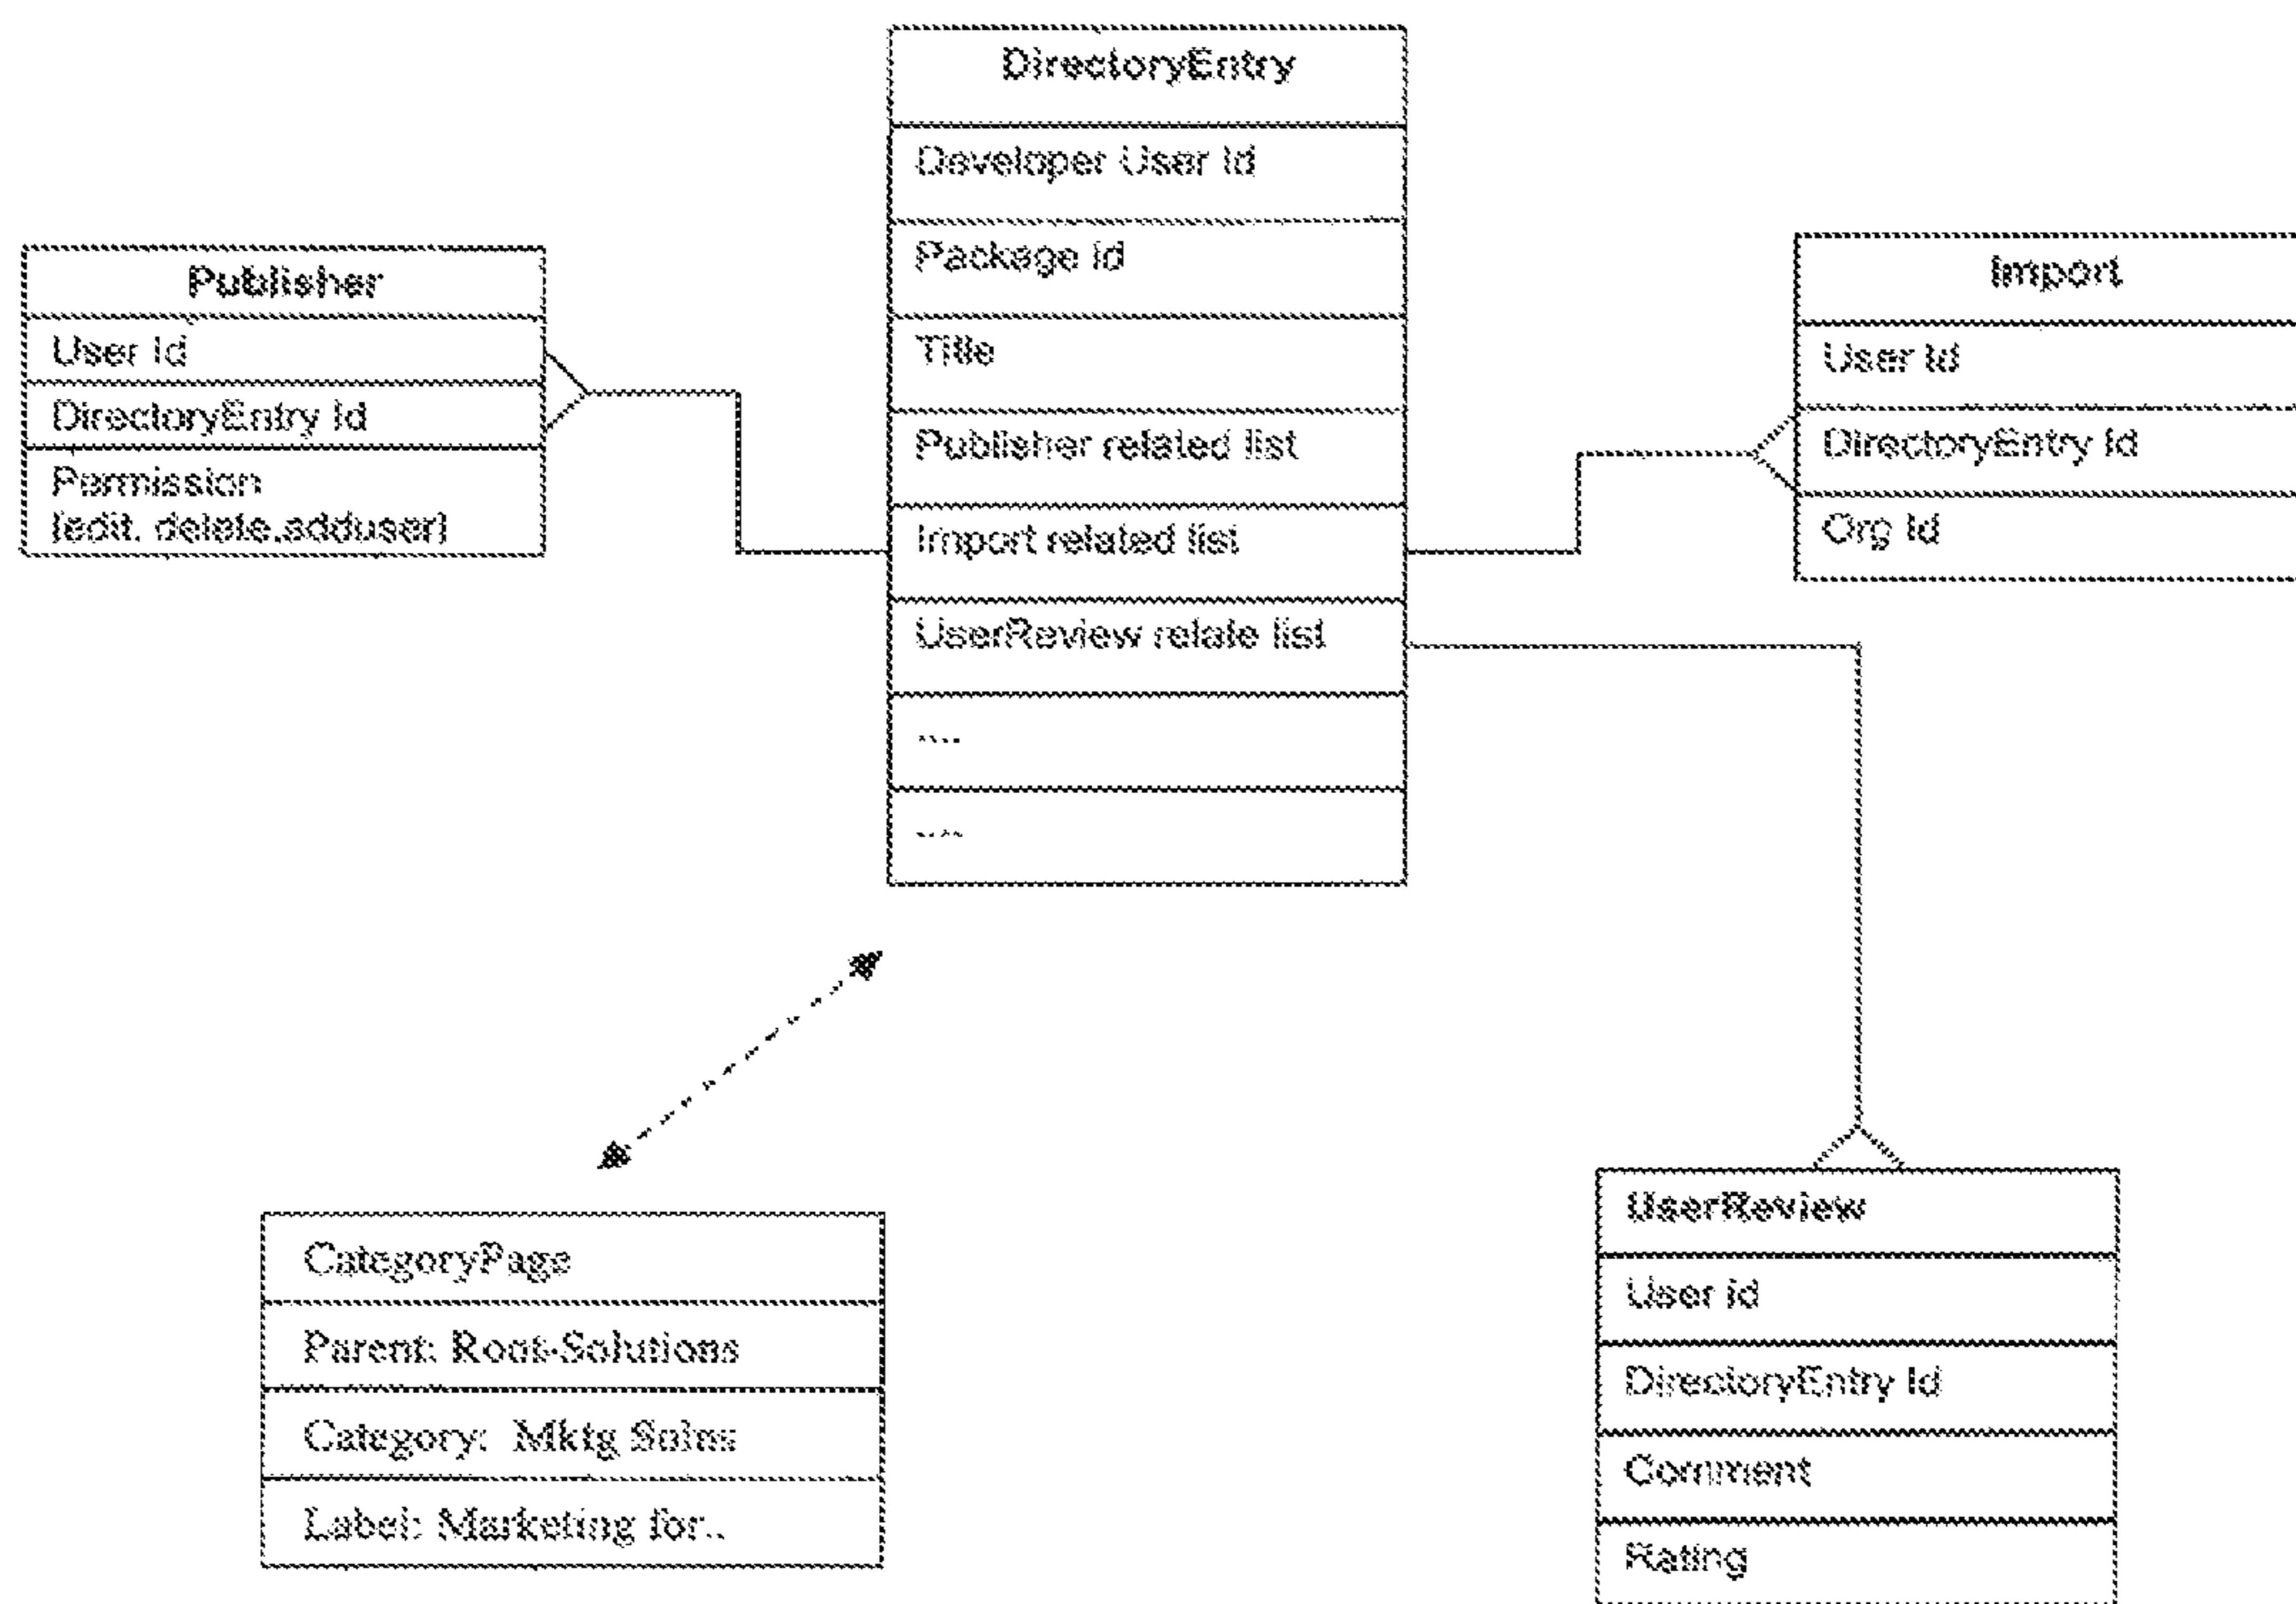 DirectoryEntry
Developer User Id
Package id
Title
Publisher related list
Import related list
UserReview relate list
....
....
Publisher
User Id
DirectoryEntry Id
Permission
[edit, delete,adduser]
Import
User Id
DirectoryEntry Id
Org Id
CategoryPage
Parent: Root-Solutions
Category: Mktg Solns
Label: Marketing for..
UserReview
User id
DirectoryEntry Id
Comment
Rating